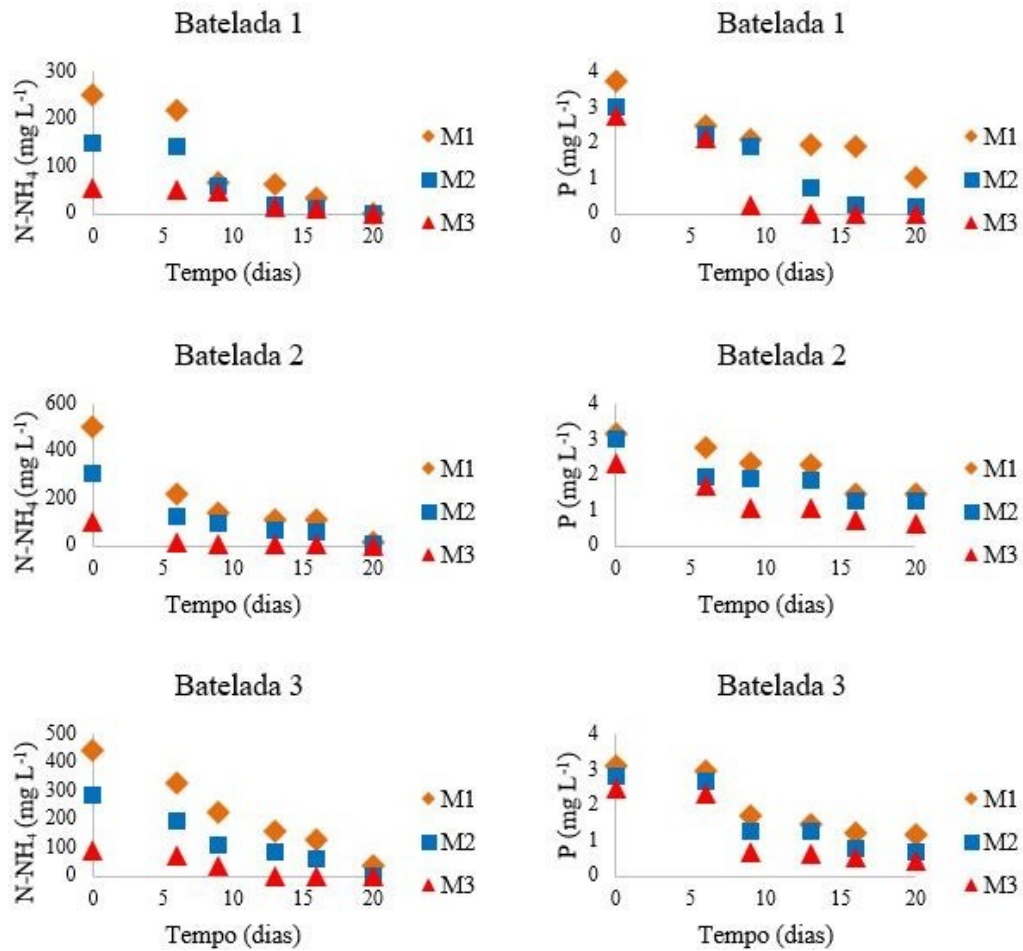 Batelada 1
N-NH₄ (mg L⁻¹)
300
200
100
0
0 5 10 15 20
Tempo (dias)
M1
M2
M3
Batelada 1
P (mg L⁻¹)
4
3
2
1
0
0 5 10 15 20
Tempo (dias)
M1
M2
M3
Batelada 2
N-NH₄ (mg L⁻¹)
600
400
200
0
0 5 10 15 20
Tempo (dias)
M1
M2
M3
Batelada 2
P (mg L⁻¹)
4
3
2
1
0
0 5 10 15 20
Tempo (dias)
M1
M2
M3
Batelada 3
N-NH₄ (mg L⁻¹)
500
400
300
200
100
0
0 5 10 15 20
Tempo (dias)
M1
M2
M3
Batelada 3
P (mg L⁻¹)
4
3
2
1
0
0 5 10 15 20
Tempo (dias)
M1
M2
M3